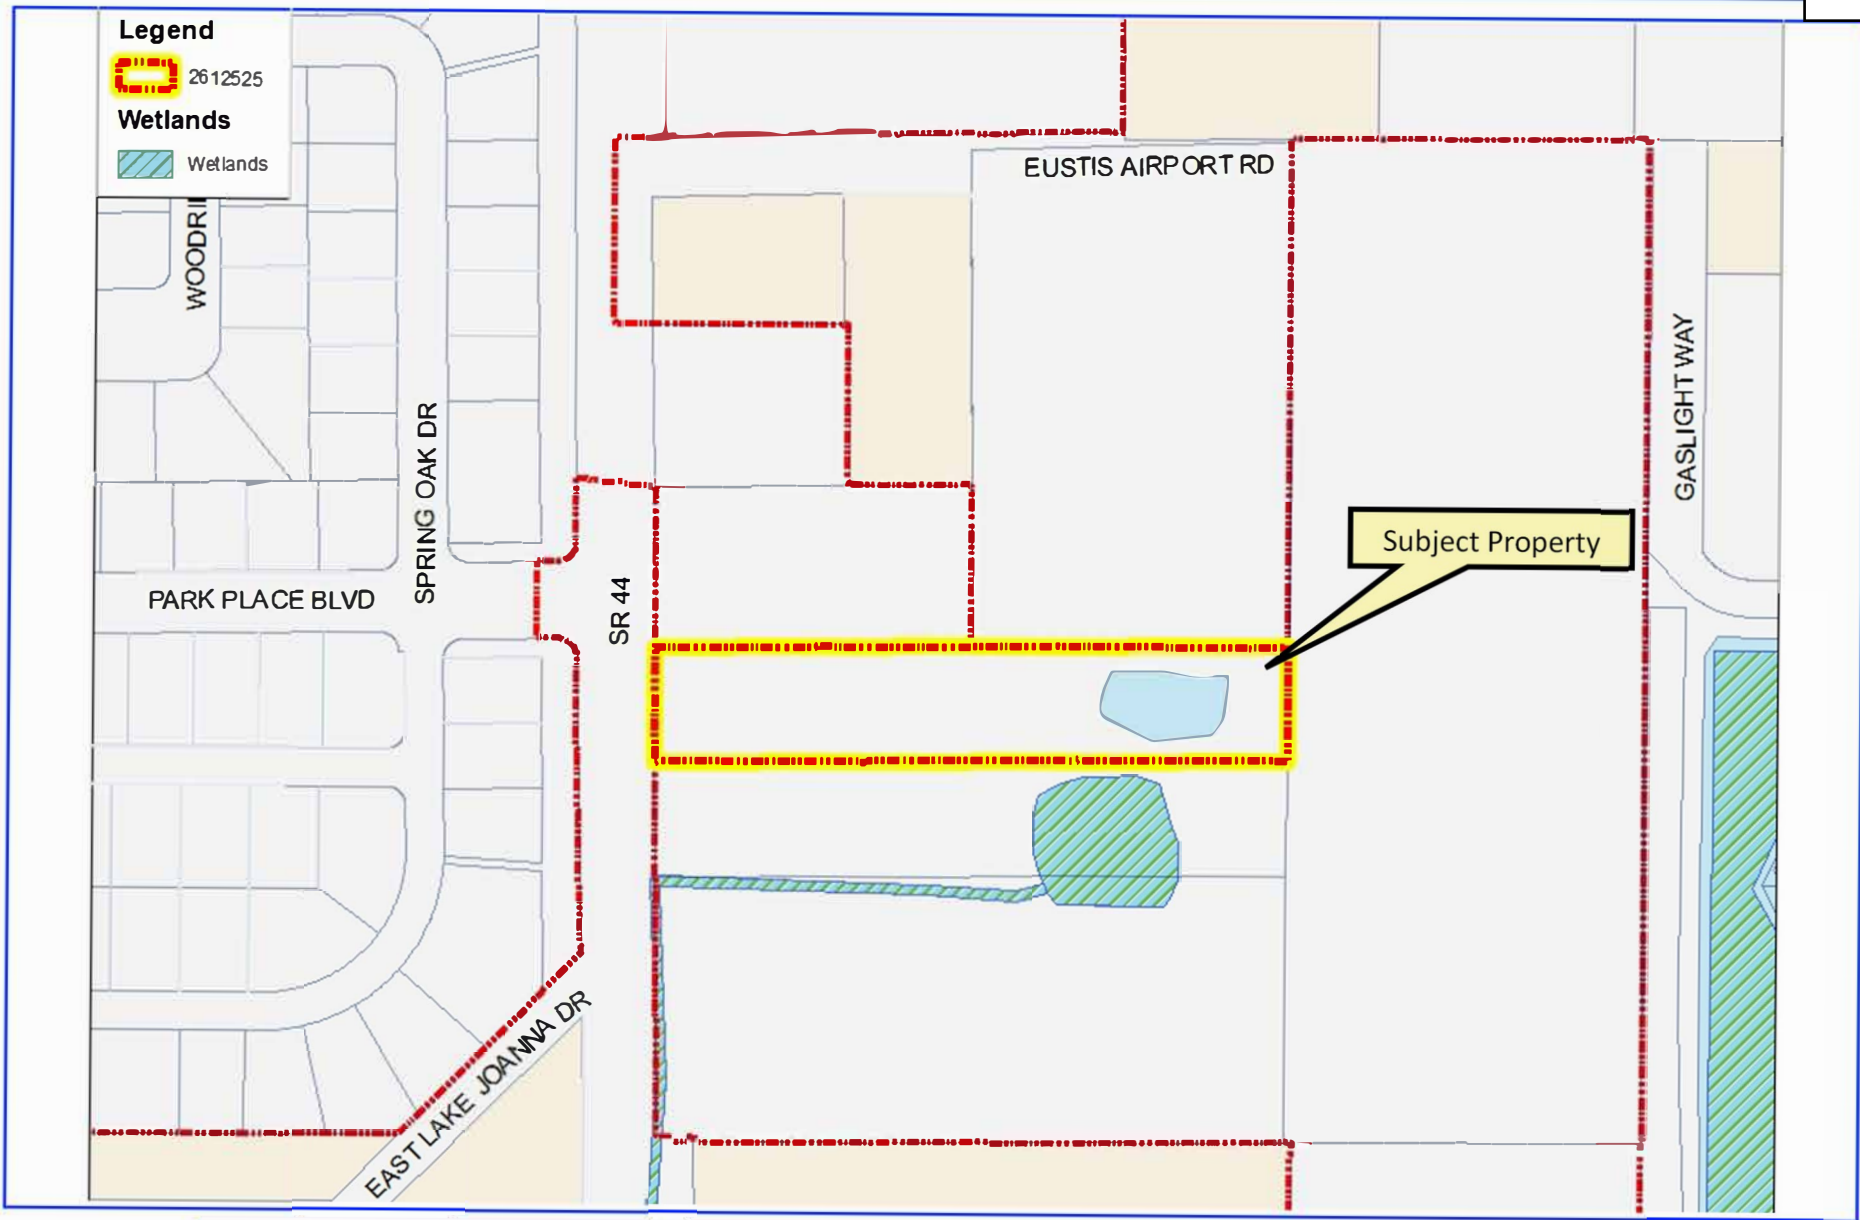 Legend
2612525
Wetlands
Wetlands
EUSTIS AIRPORT RD
WOODRI
GASLIGHT WAY
SPRING OAK DR
Subject Property
PARK PLACE BLVD
SR 44
EAST LAKE JOANNA DR